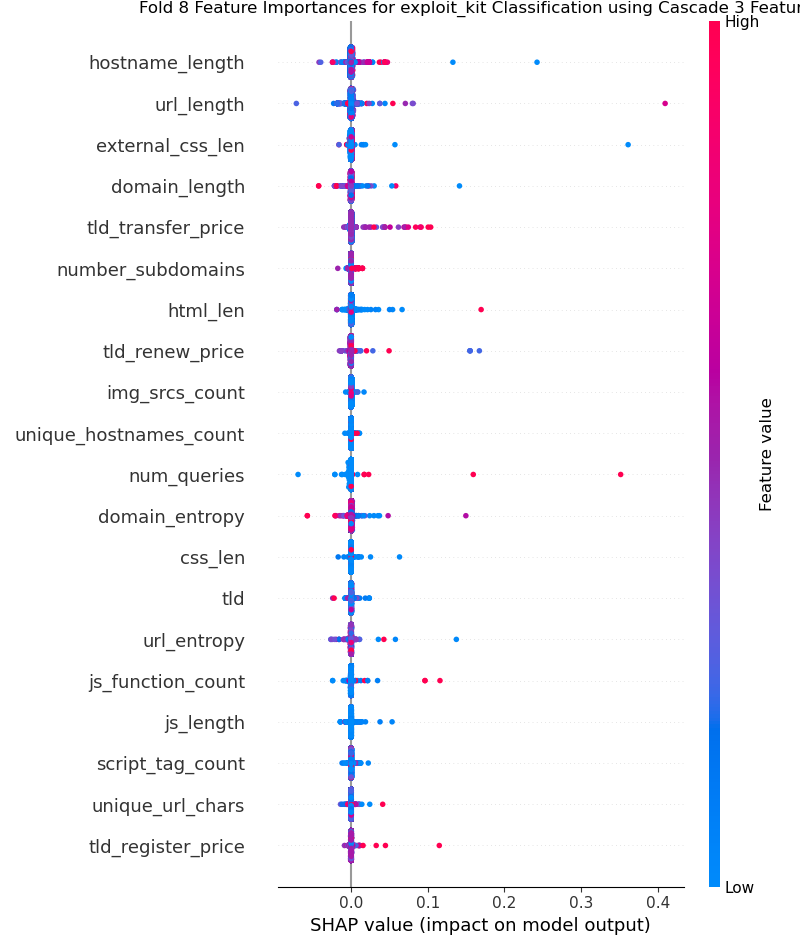 Fold 8 Feature Importances for exploit_kit Classification using Cascade 3 Featur
High
hostname_length
url_length
external_css_len
domain_length
tld_transfer_price
number_subdomains
html_len
tld_renew_price
img_srcs_count
unique_hostnames_count
num_queries
domain_entropy
css_len
tld
url_entropy
js_function_count
js_length
script_tag_count
unique_url_chars
tld_register_price
Feature value
Low
0.0 0.1 0.2 0.3 0.4
SHAP value (impact on model output)